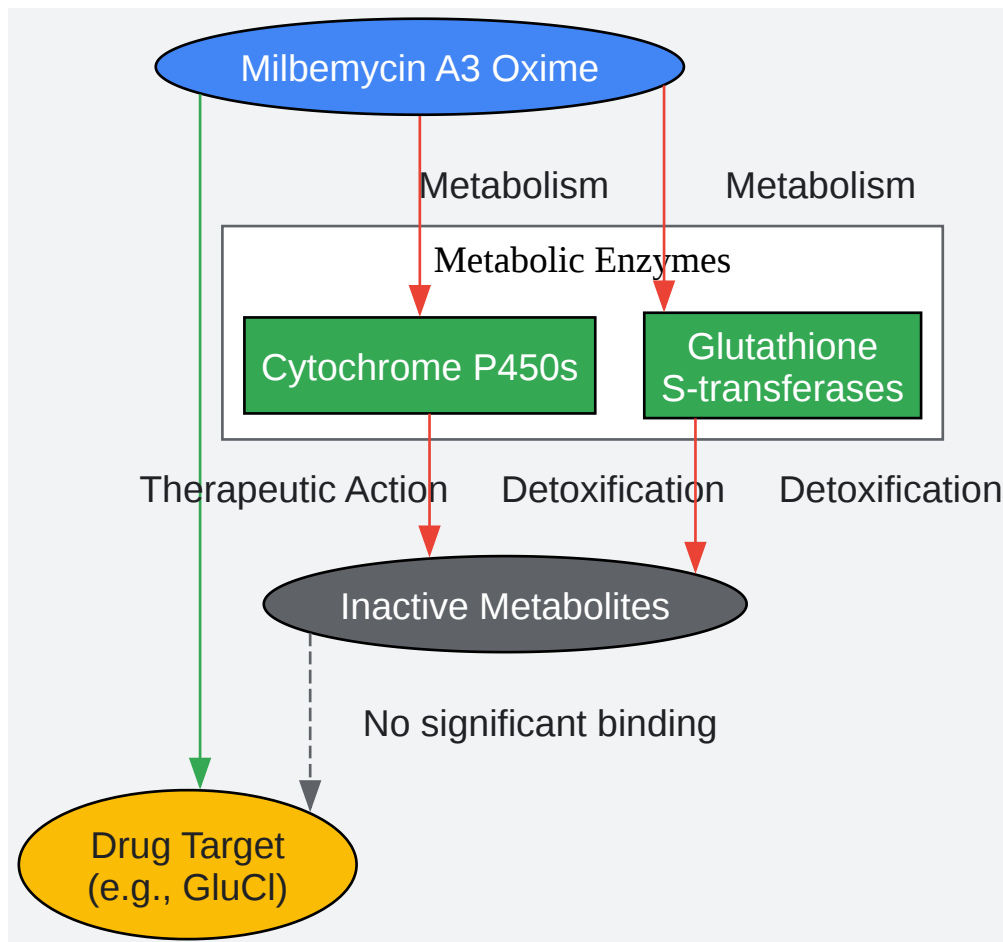 Milbemycin A3 Oxime
Metabolism
Metabolism
Metabolic Enzymes
Cytochrome P450s
Glutathione
S-transferases
Therapeutic Action
Detoxification
Detoxification
Inactive Metabolites
No significant binding
Drug Target
(e.g., GluCl)